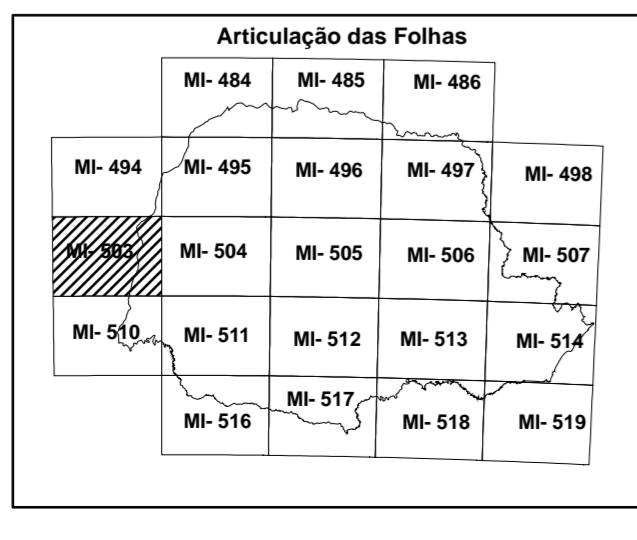 Articulação das Folhas
MI- 484 MI- 485 MI- 486
MI- 494 MI- 495 MI- 496 MI- 497 MI- 498
MI- 503 MI- 504 MI- 505 MI- 506 MI- 507
MI- 510 MI- 511 MI- 512 MI- 513 MI- 514
MI- 516 MI- 517 MI- 518 MI- 519